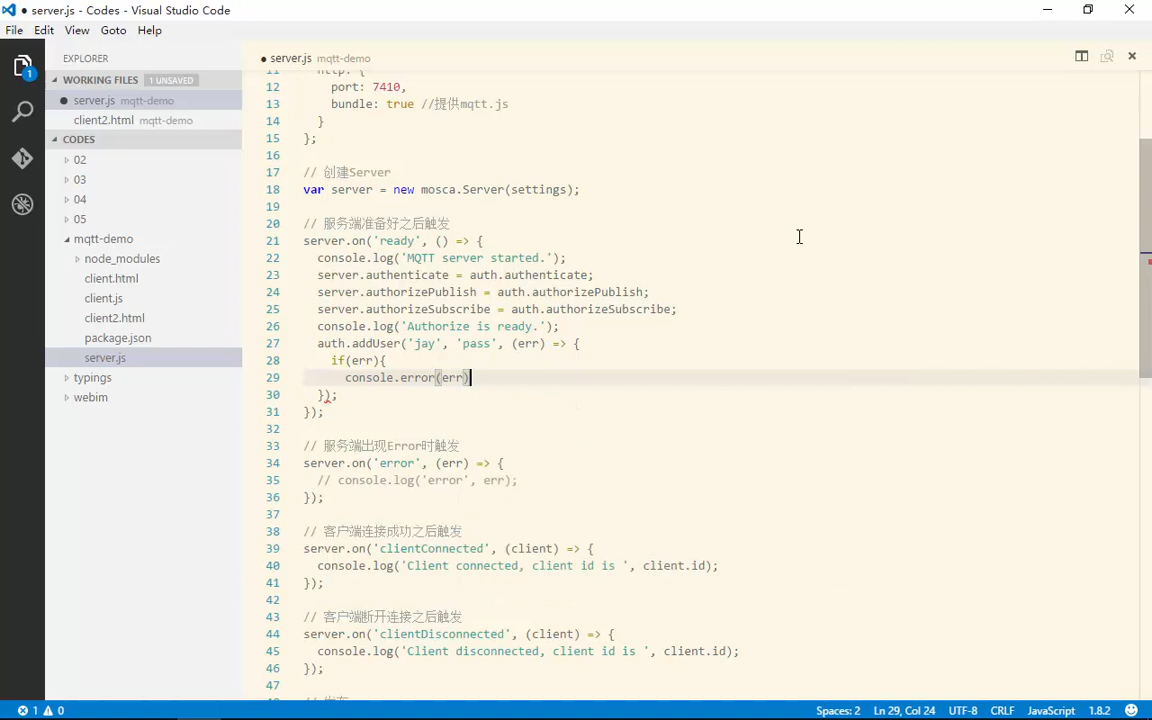 server.js - Codes - Visual Studio Code
File Edit View Goto Help
EXPLORER
WORKING FILES 1 UNSAVED
server.js mqtt-demo
client2.html mqtt-demo
CODES
02
03
04
05
mqtt-demo
node_modules
client.html
client.js
client2.html
package.json
server.js
typings
webim
1
server.js mqtt-demo
11 http: {
12 port: 7410,
13 bundle: true //提供mqtt.js
14 }
15 };
16
17 // 创建Server
18 var server = new mosca.Server(settings);
19
20 // 服务端准备好之后触发
21 server.on('ready', () => {
22 console.log('MQTT server started.');
23 server.authenticate = auth.authenticate;
24 server.authorizePublish = auth.authorizePublish;
25 server.authorizeSubscribe = auth.authorizeSubscribe;
26 console.log('Authorize is ready.');
27 auth.addUser('jay', 'pass', (err) => {
28 if(err){
29 console.error(err)
30 });
31 });
32
33 // 服务端出现Error时触发
34 server.on('error', (err) => {
35 // console.log('error', err);
36 });
37
38 // 客户端连接成功之后触发
39 server.on('clientConnected', (client) => {
40 console.log('Client connected, client id is ', client.id);
41 });
42
43 // 客户端断开连接之后触发
44 server.on('clientDisconnected', (client) => {
45 console.log('Client disconnected, client id is ', client.id);
46 });
47
1 0
Spaces: 2 Ln 29, Col 24 UTF-8 CRLF JavaScript 1.8.2